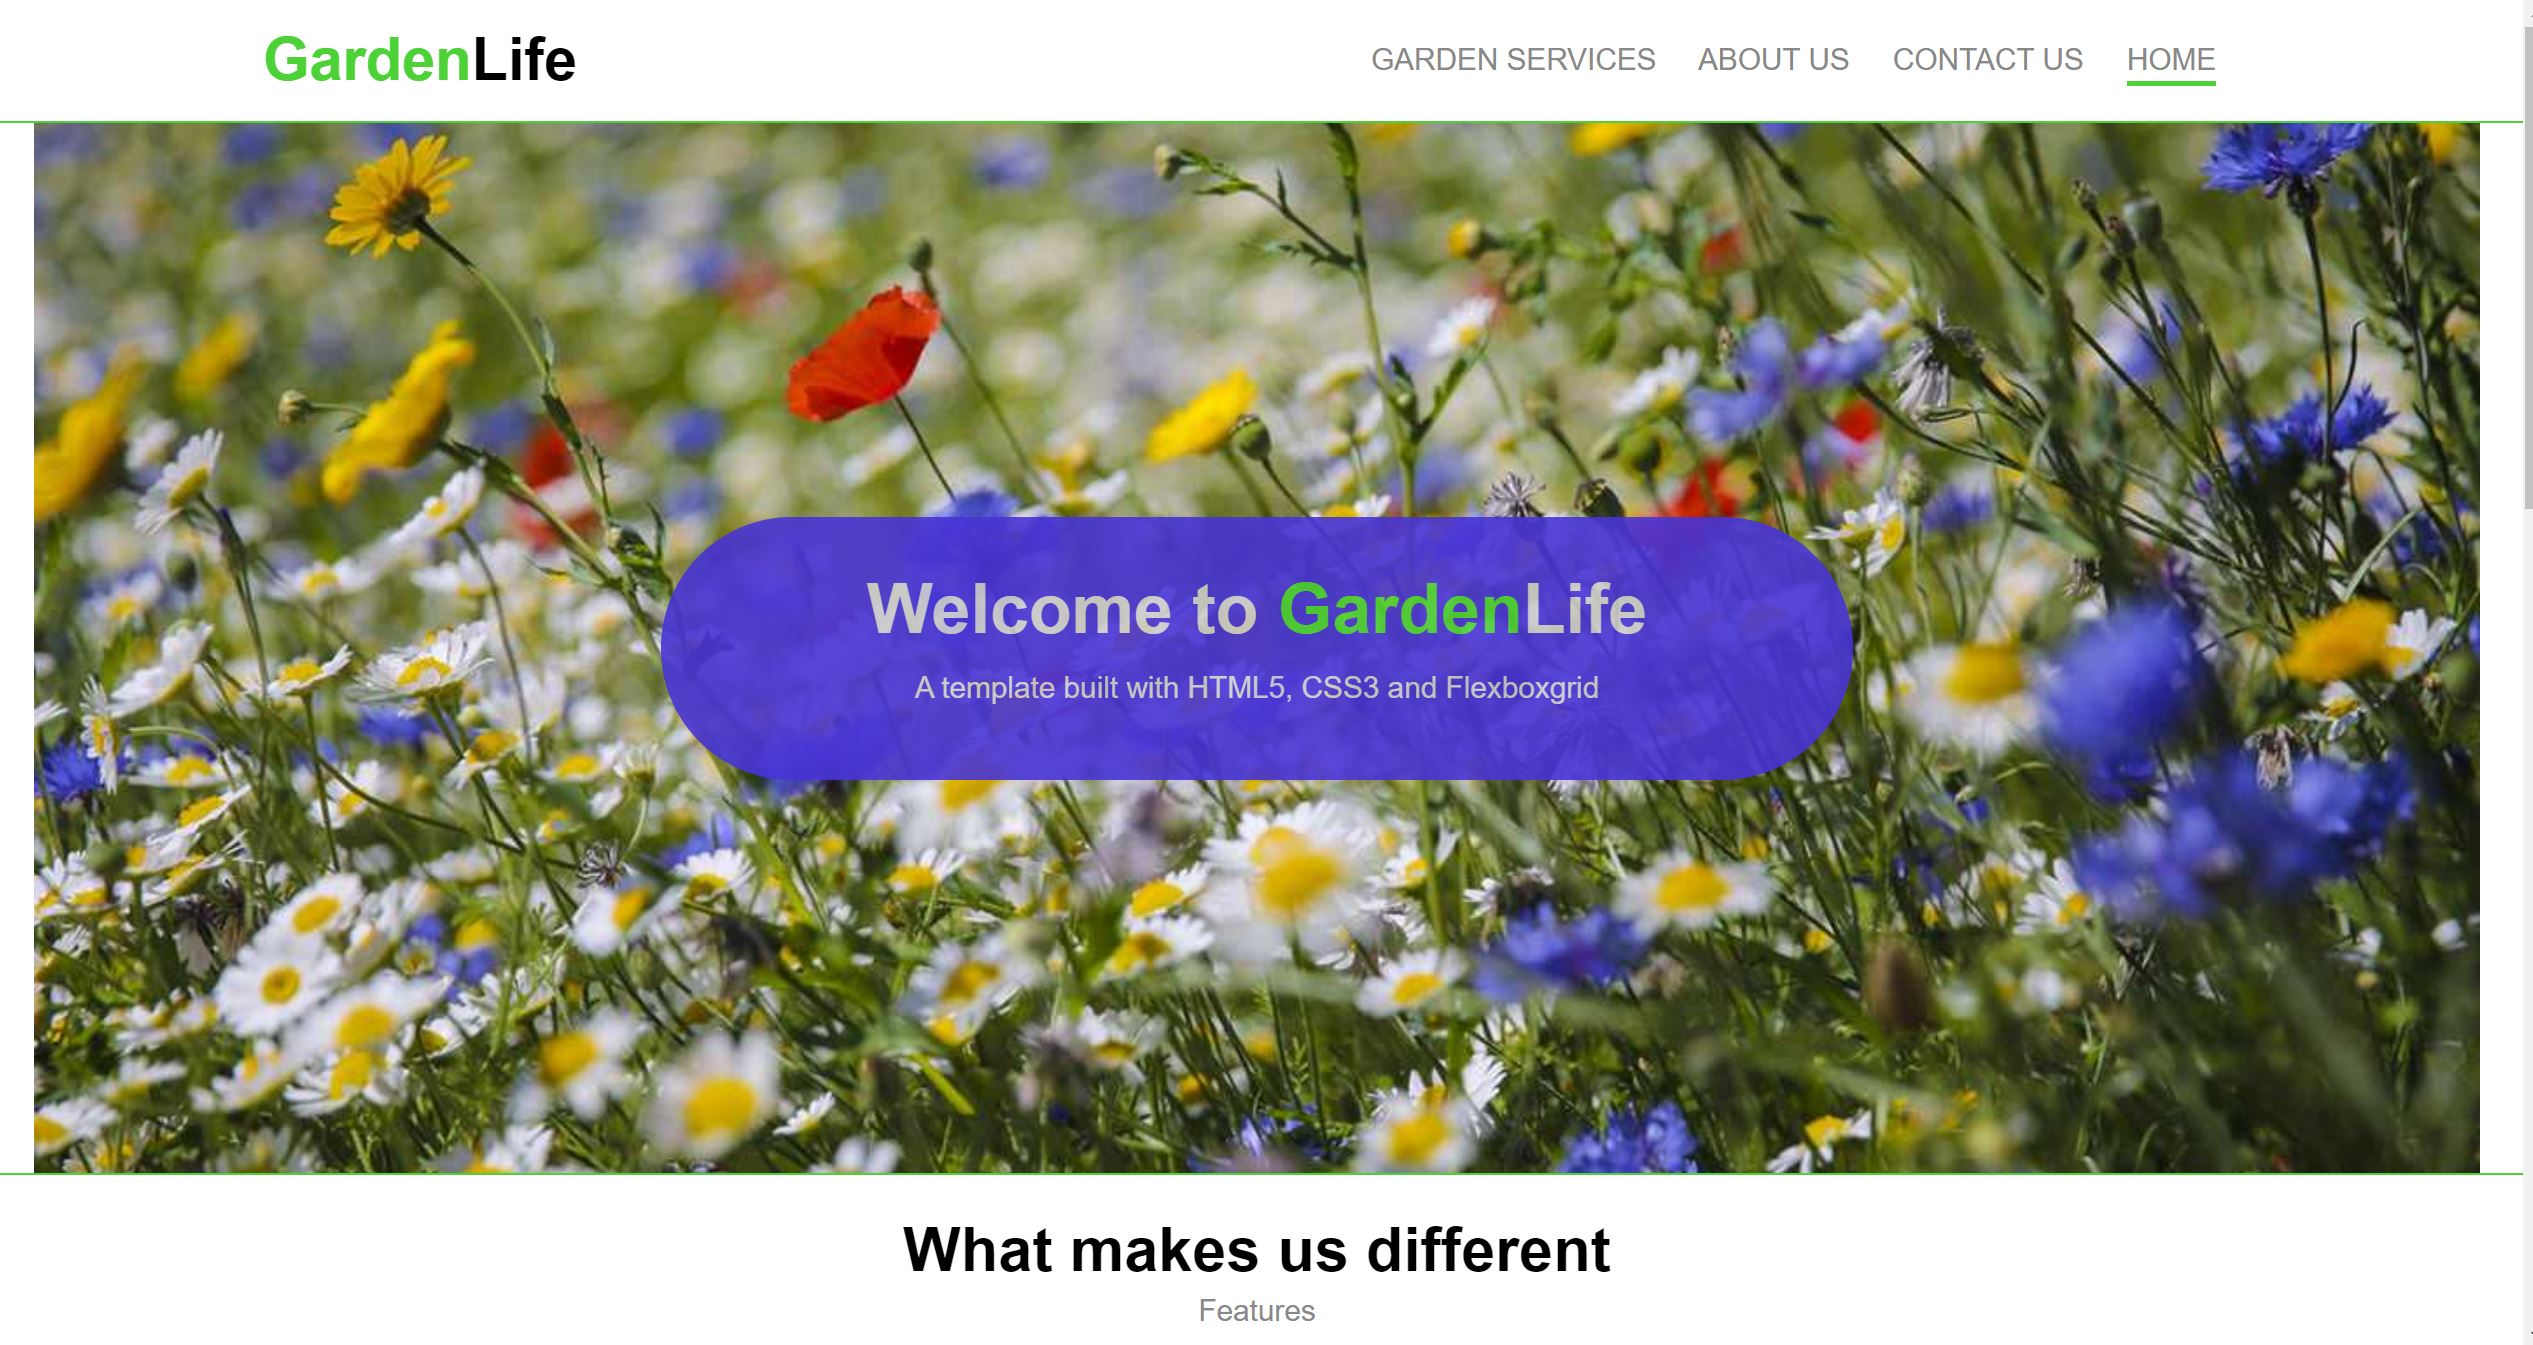 GardenLife
GARDEN SERVICES ABOUT US CONTACT US HOME
Welcome to GardenLife
A template built with HTML5, CSS3 and Flexboxgrid
What makes us different
Features